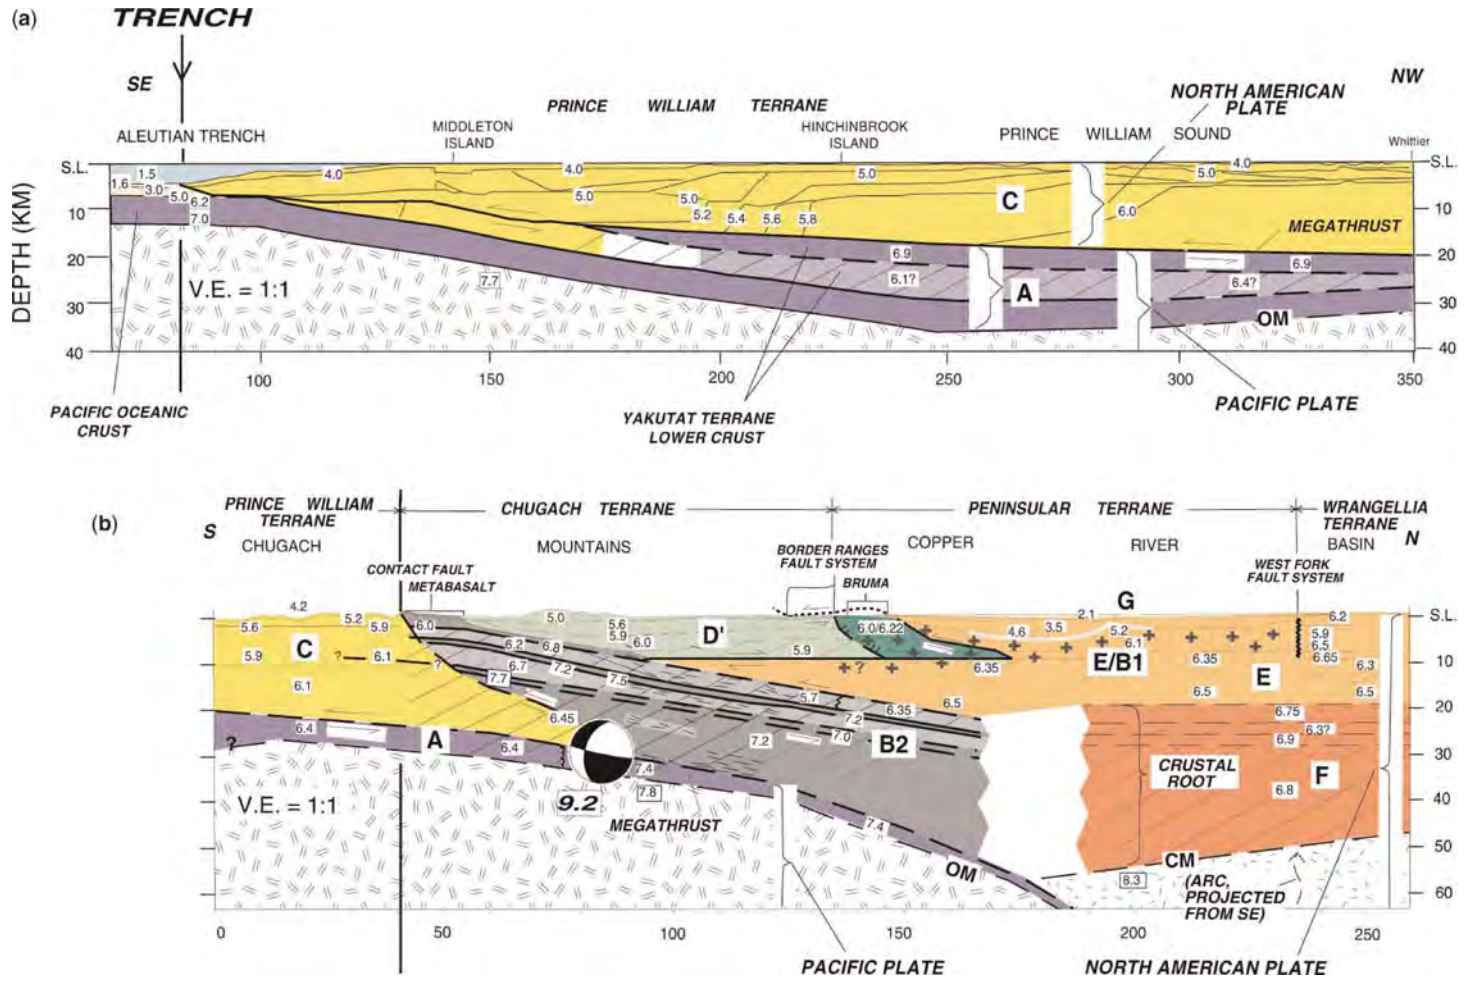 (a)
TRENCH
SE
NW
PRINCE WILLIAM TERRANE
NORTH AMERICAN
PLATE
ALEUTIAN TRENCH
MIDDLETON
ISLAND
HINCHINBROOK
ISLAND
PRINCE WILLIAM SOUND
Whittier
S.L.
S.L.
1.5
4.0
4.0
5.0
5.0
4.0
1.6
3.0
5.0
6.2
5.0
5.0
C
10
7.0
5.2
5.4
5.6
5.8
6.0
10
MEGATHRUST
DEPTH (KM)
20
6.9
6.9
20
7.7
6.1?
A
6.4?
V.E. = 1:1
30
OM
30
40
40
100
150
200
250
300
350
PACIFIC OCEANIC
CRUST
YAKUTAT TERRANE
LOWER CRUST
PACIFIC PLATE
(b)
PRINCE WILLIAM
TERRANE
CHUGACH TERRANE
PENINSULAR TERRANE
WRANGELLIA
TERRANE
S
N
CHUGACH
MOUNTAINS
BORDER RANGES
FAULT SYSTEM
COPPER
RIVER
BASIN
CONTACT FAULT
METABASALT
BRUMA
WEST FORK
FAULT SYSTEM
4.2
G
5.6
5.2
5.9
6.0
5.0
5.6
5.9
6.0
D'
6.0/6.22
4.6
3.5
2.1
5.2
6.1
6.2
S.L.
C
5.9
?
6.1
?
6.2
6.8
5.9
?
6.35
E/B1
6.35
E
5.9
6.5
6.65
6.3
10
6.1
6.7
7.7
7.2
7.5
5.7
6.35
6.5
6.5
6.5
6.4
6.45
7.2
7.0
6.75
20
?
A
6.4
7.2
B2
6.3?
6.9
30
7.4
7.8
CRUSTAL
ROOT
F
6.8
V.E. = 1:1
9.2
MEGATHRUST
7.4
40
OM
CM
50
8.3
(ARC,
PROJECTED
FROM SE)
60
0
50
100
150
200
250
PACIFIC PLATE
NORTH AMERICAN PLATE